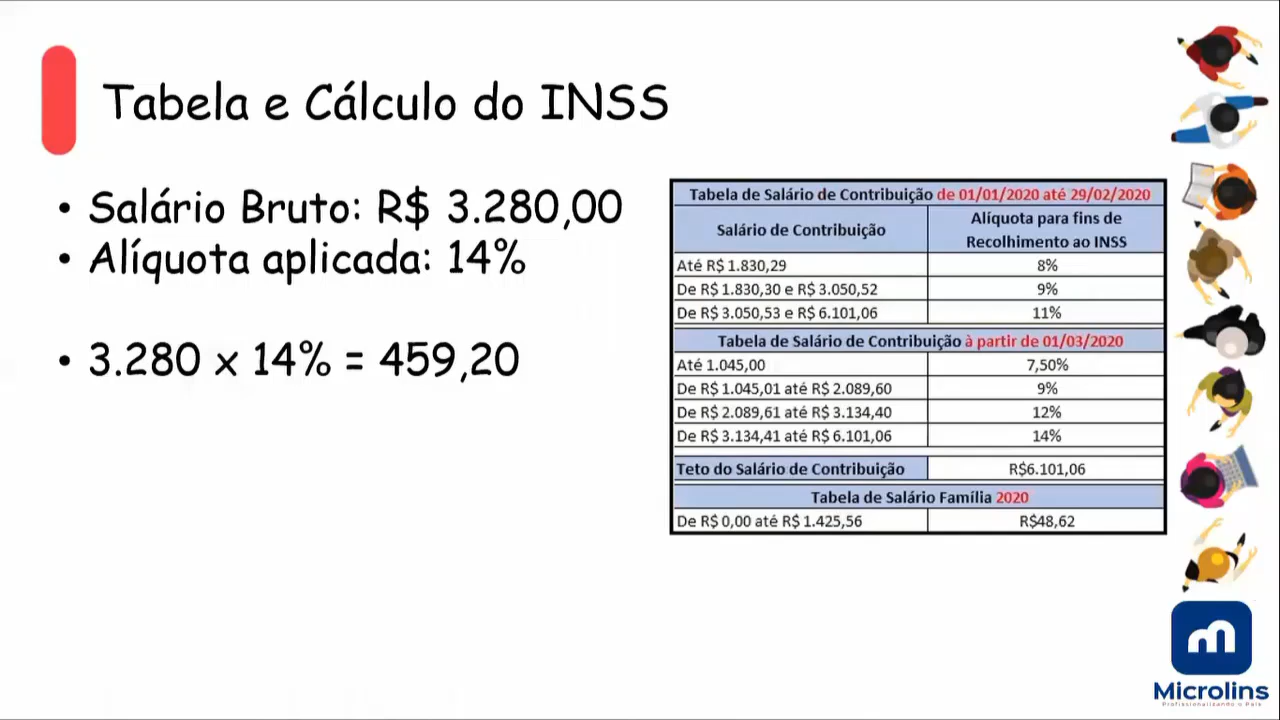 Tabela e Cálculo do INSS
• Salário Bruto: R$ 3.280,00
• Alíquota aplicada: 14%
• 3.280 x 14% = 459,20
Tabela de Salário de Contribuição de 01/01/2020 até 29/02/2020
Salário de Contribuição
Alíquota para fins de
Recolhimento ao INSS
Até R$ 1.830,29 8%
De R$ 1.830,30 e R$ 3.050,52 9%
De R$ 3.050,53 e R$ 6.101,06 11%
Tabela de Salário de Contribuição à partir de 01/03/2020
Até 1.045,00 7,50%
De R$ 1.045,01 até R$ 2.089,60 9%
De R$ 2.089,61 até R$ 3.134,40 12%
De R$ 3.134,41 até R$ 6.101,06 14%
Teto do Salário de Contribuição R$6.101,06
Tabela de Salário Família 2020
De R$ 0,00 até R$ 1.425,56 R$48,62
Microlins
Profissionalizando o País